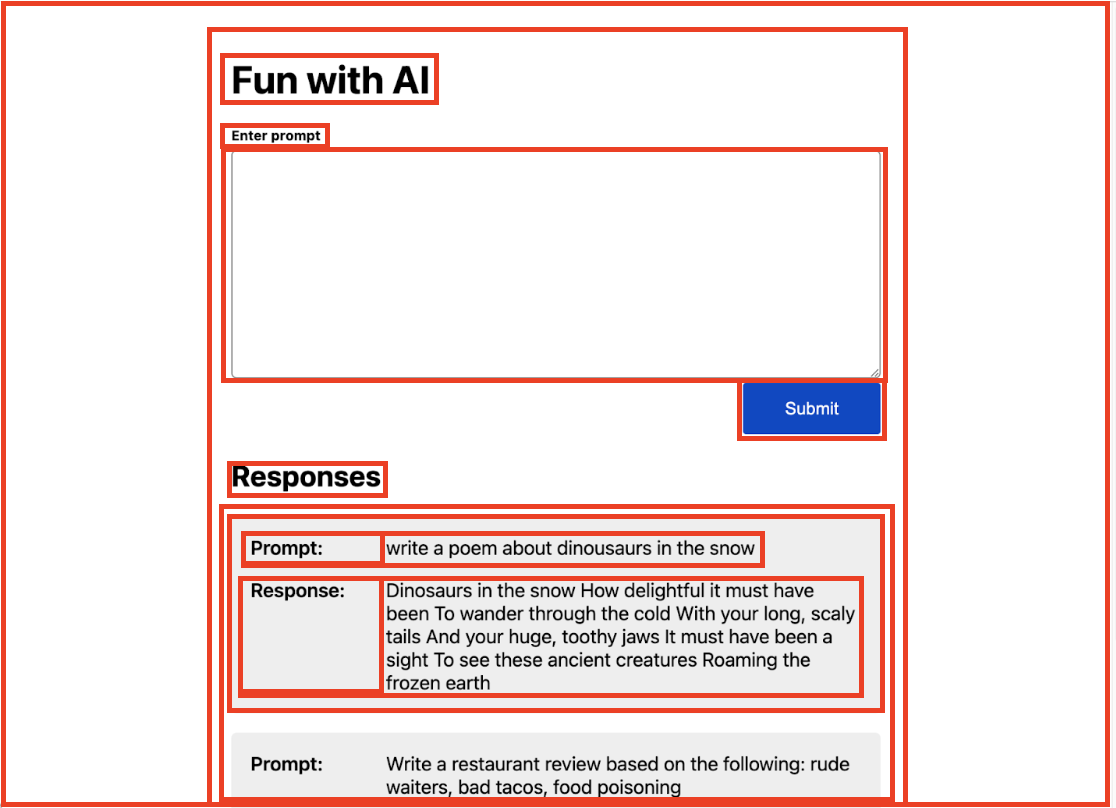 Fun with AI
Enter prompt
Submit
Responses
Prompt: write a poem about dinousaurs in the snow
Response: Dinosaurs in the snow How delightful it must have
been To wander through the cold With your long, scaly
tails And your huge, toothy jaws It must have been a
sight To see these ancient creatures Roaming the
frozen earth
Prompt: Write a restaurant review based on the following: rude
waiters, bad tacos, food poisoning